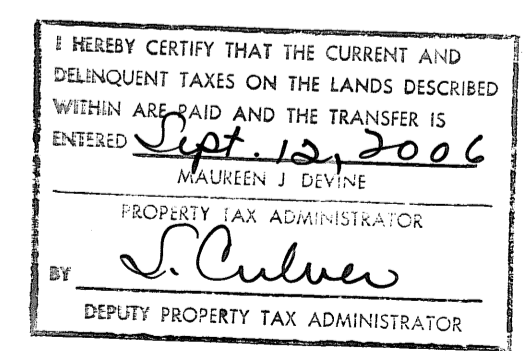 I HEREBY CERTIFY THAT THE CURRENT AND
DELINQUENT TAXES ON THE LANDS DESCRIBED
WITHIN ARE PAID AND THE TRANSFER IS
ENTERED Sept. 12, 2006
MAUREEN J DEVINE
PROPERTY TAX ADMINISTRATOR
BY S. Culver
DEPUTY PROPERTY TAX ADMINISTRATOR